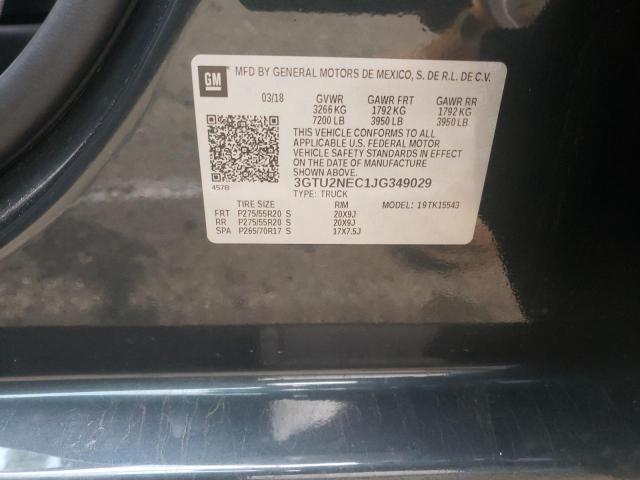 GM MFD BY GENERAL MOTORS DE MEXICO, S. DE R.L. DE C.V.
03/18 GVWR GAWR FRT GAWR RR
3266 KG 1792 KG 1792 KG
7200 LB 3950 LB 3950 LB
THIS VEHICLE CONFORMS TO ALL
APPLICABLE U.S. FEDERAL MOTOR
VEHICLE SAFETY STANDARDS IN EFFECT
ON THE DATE OF MANUFACTURE
SHOWN ABOVE.
457B 3GTU2NEC1JG349029
TYPE: TRUCK
TIRE SIZE RIM MODEL: 19TK15543
FRT P275/55R20 S 20X9J
RR P275/55R20 S 20X9J
SPA P265/70R17 S 17X7.5J